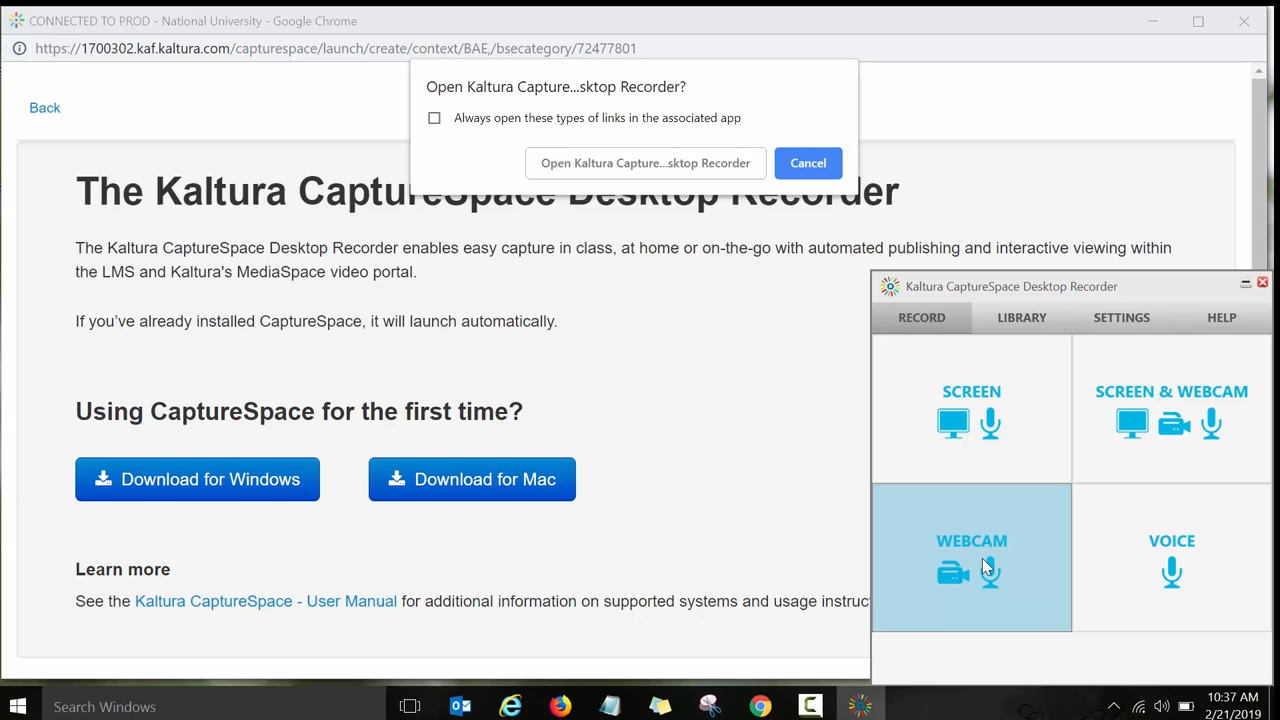 CONNECTED TO PROD - National University - Google Chrome
https://1700302.kaf.kaltura.com/capturespace/launch/create/context/BAE,/bsecategory/72477801
Open Kaltura Capture...sktop Recorder?
Always open these types of links in the associated app
Open Kaltura Capture...sktop Recorder
Cancel
Back
The Kaltura CaptureSpace Desktop Recorder
The Kaltura CaptureSpace Desktop Recorder enables easy capture in class, at home or on-the-go with automated publishing and interactive viewing within
the LMS and Kaltura's MediaSpace video portal.
If you've already installed CaptureSpace, it will launch automatically.
Using CaptureSpace for the first time?
Download for Windows
Download for Mac
Learn more
See the Kaltura CaptureSpace - User Manual for additional information on supported systems and usage instruc
Kaltura CaptureSpace Desktop Recorder
RECORD LIBRARY SETTINGS HELP
SCREEN
SCREEN & WEBCAM
WEBCAM
VOICE
Search Windows
10:37 AM
2/21/2019